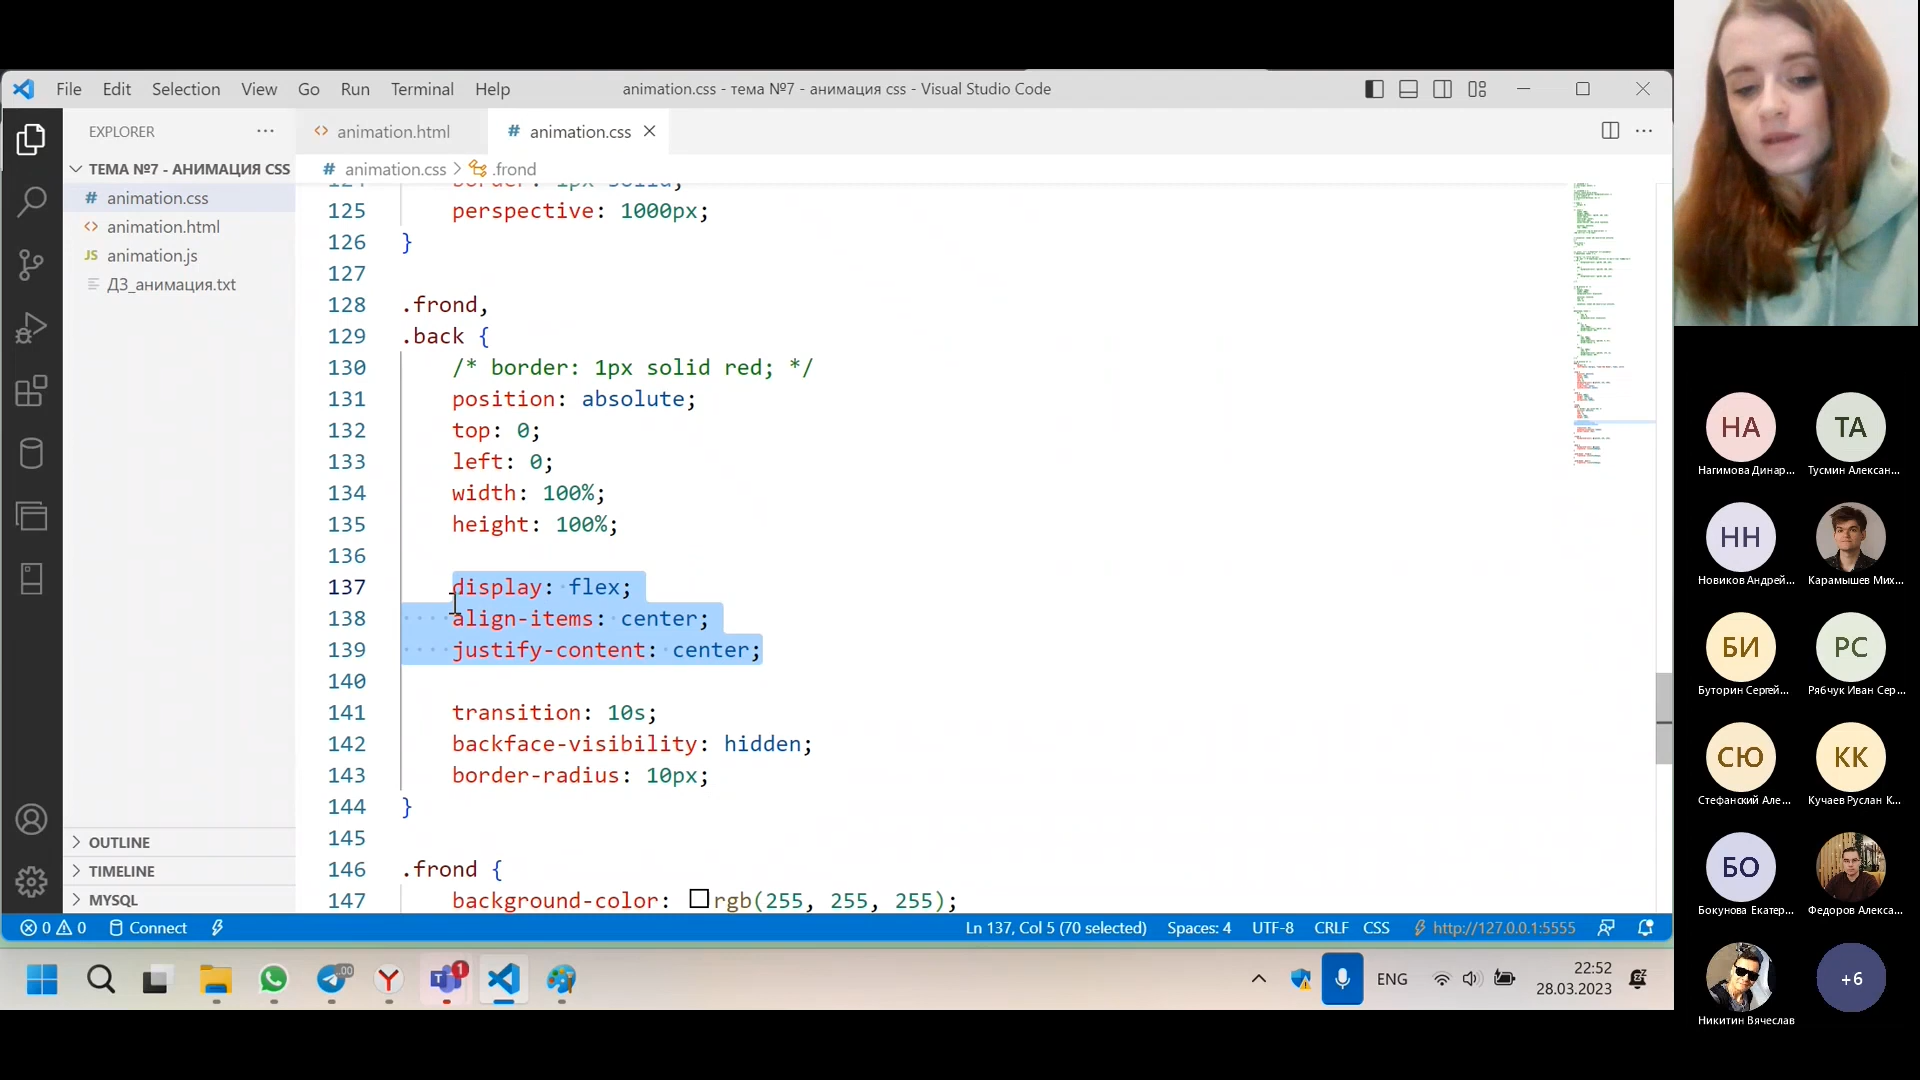 File Edit Selection View Go Run Terminal Help
animation.css - тема №7 - анимация css - Visual Studio Code
EXPLORER
animation.html
# animation.css
ТЕМА №7 - АНИМАЦИЯ CSS
# animation.css > .frond
# animation.css
animation.html
JS animation.js
ДЗ_анимация.txt
OUTLINE
TIMELINE
MYSQL
125 perspective: 1000px;
126 }
127
128 .frond,
129 .back {
130 /* border: 1px solid red; */
131 position: absolute;
132 top: 0;
133 left: 0;
134 width: 100%;
135 height: 100%;
136
137 display: flex;
138 align-items: center;
139 justify-content: center;
140
141 transition: 10s;
142 backface-visibility: hidden;
143 border-radius: 10px;
144 }
145
146 .frond {
147 background-color: rgb(255, 255, 255);
0 0 Connect
Ln 137, Col 5 (70 selected) Spaces: 4 UTF-8 CRLF CSS http://127.0.0.1:5555
.00
1
ENG
22:52
28.03.2023
НА ТА
Нагимова Динар... Тусмин Алексан...
НН
Новиков Андрей... Карамышев Мих...
БИ РС
Буторин Сергей... Рябчук Иван Сер...
СЮ КК
Стефанский Але... Кучаев Руслан К...
БО
Бокунова Екатер... Федоров Алекса...
+6
Никитин Вячеслав